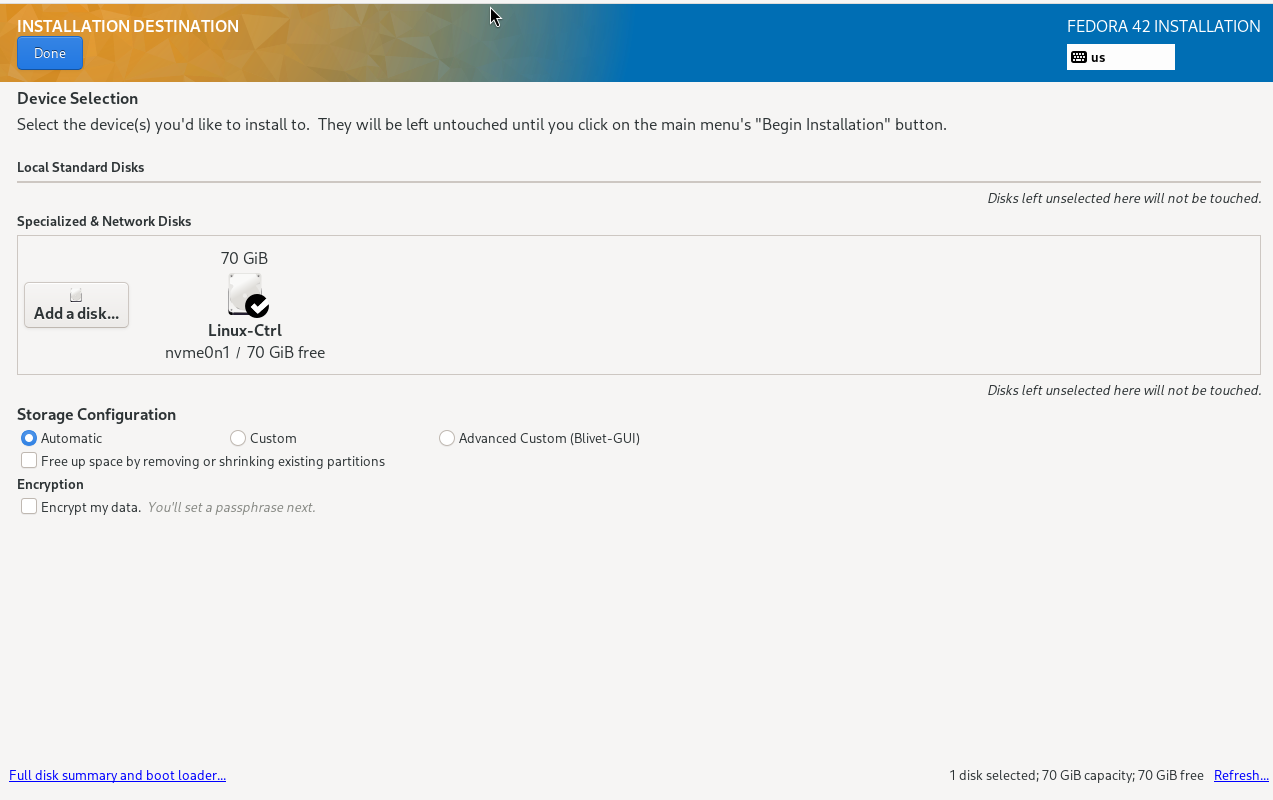 INSTALLATION DESTINATION
FEDORA 42 INSTALLATION
Done
us
Device Selection
Select the device(s) you'd like to install to.  They will be left untouched until you click on the main menu's "Begin Installation" button.
Local Standard Disks
Disks left unselected here will not be touched.
Specialized & Network Disks
70 GiB
Add a disk...
Linux-Ctrl
nvme0n1 / 70 GiB free
Disks left unselected here will not be touched.
Storage Configuration
Automatic
Custom
Advanced Custom (Blivet-GUI)
Free up space by removing or shrinking existing partitions
Encryption
Encrypt my data. You'll set a passphrase next.
Full disk summary and boot loader...
1 disk selected; 70 GiB capacity; 70 GiB free
Refresh...